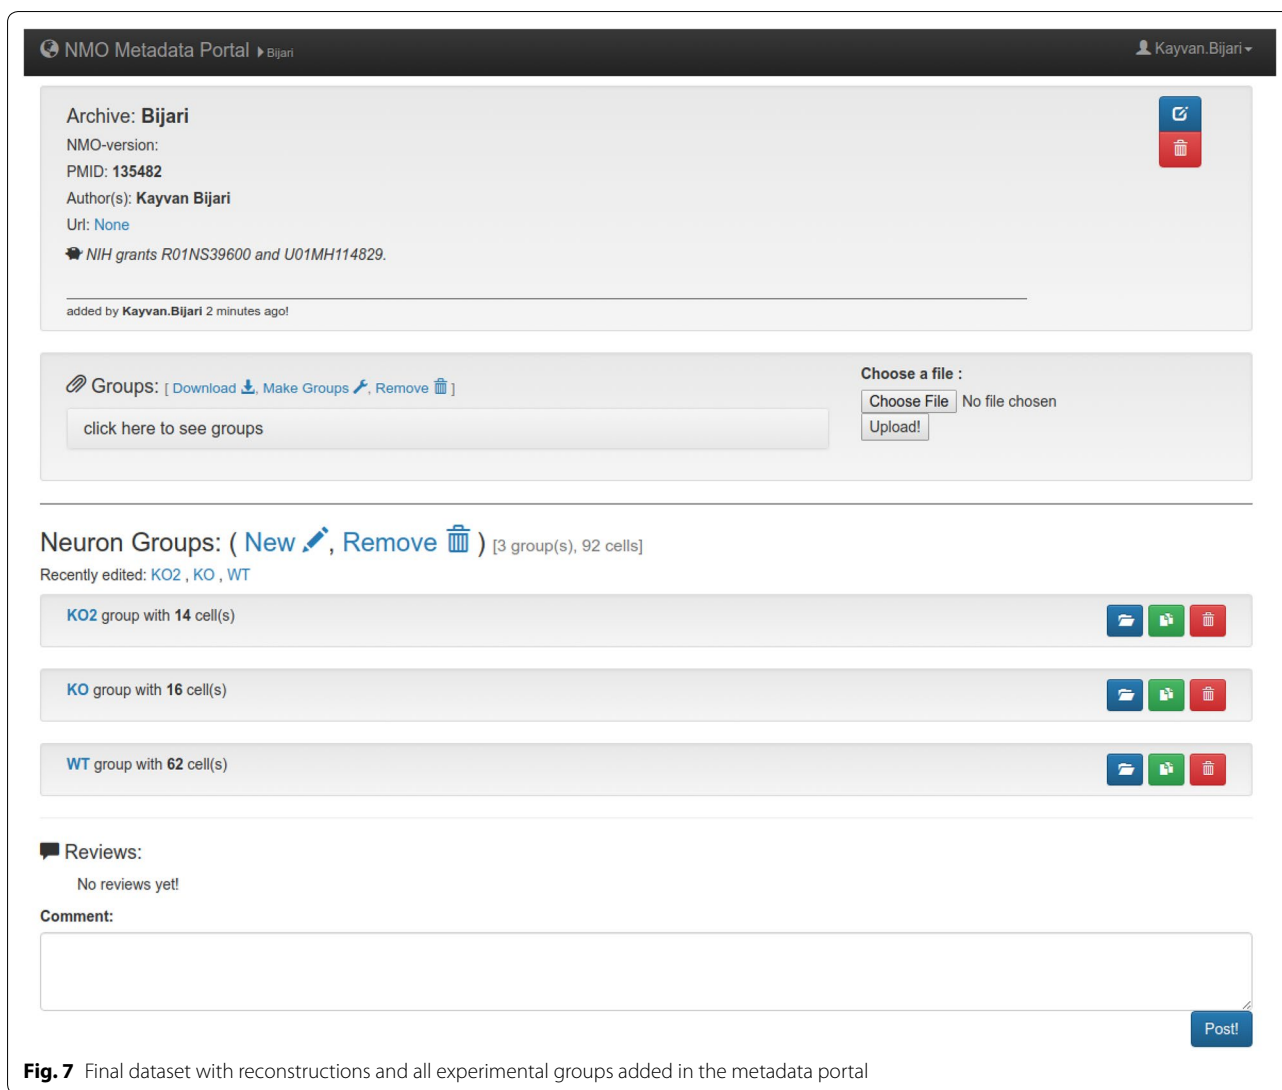 NMO Metadata Portal Bijari
Kayvan.Bijari
Archive: Bijari
NMO-version:
PMID: 135482
Author(s): Kayvan Bijari
Url: None
NIH grants R01NS39600 and U01MH114829.
added by Kayvan.Bijari 2 minutes ago!
Groups: [ Download , Make Groups , Remove ]
click here to see groups
Choose a file :
Choose File No file chosen
Upload!
Neuron Groups: ( New , Remove ) [3 group(s), 92 cells]
Recently edited: KO2 , KO , WT
KO2 group with 14 cell(s)
KO group with 16 cell(s)
WT group with 62 cell(s)
Reviews:
No reviews yet!
Comment:
Post!
Fig. 7 Final dataset with reconstructions and all experimental groups added in the metadata portal